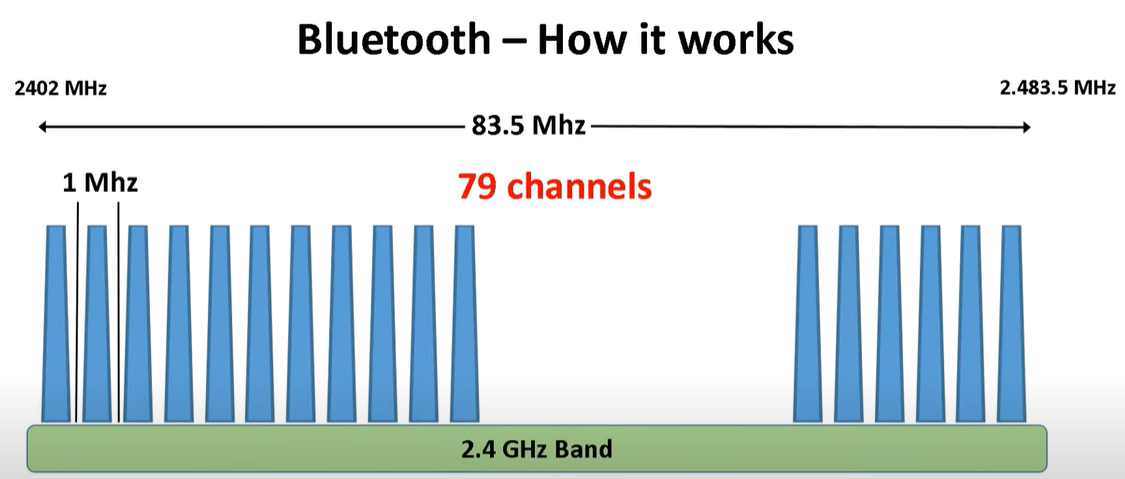 Bluetooth – How it works
2402 MHz
2.483.5 MHz
83.5 Mhz
1 Mhz
79 channels
2.4 GHz Band